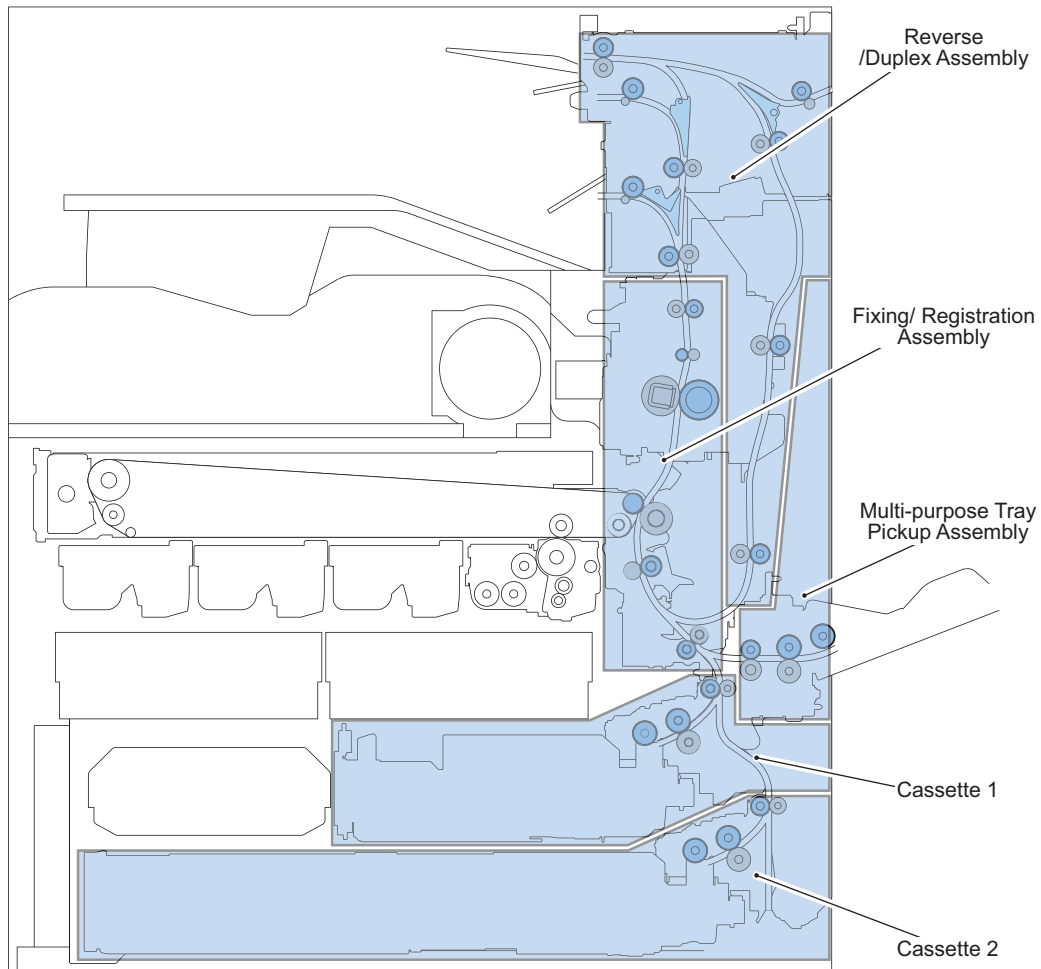 Reverse
/Duplex Assembly
Fixing/ Registration
Assembly
Multi-purpose Tray
Pickup Assembly
Cassette 1
Cassette 2